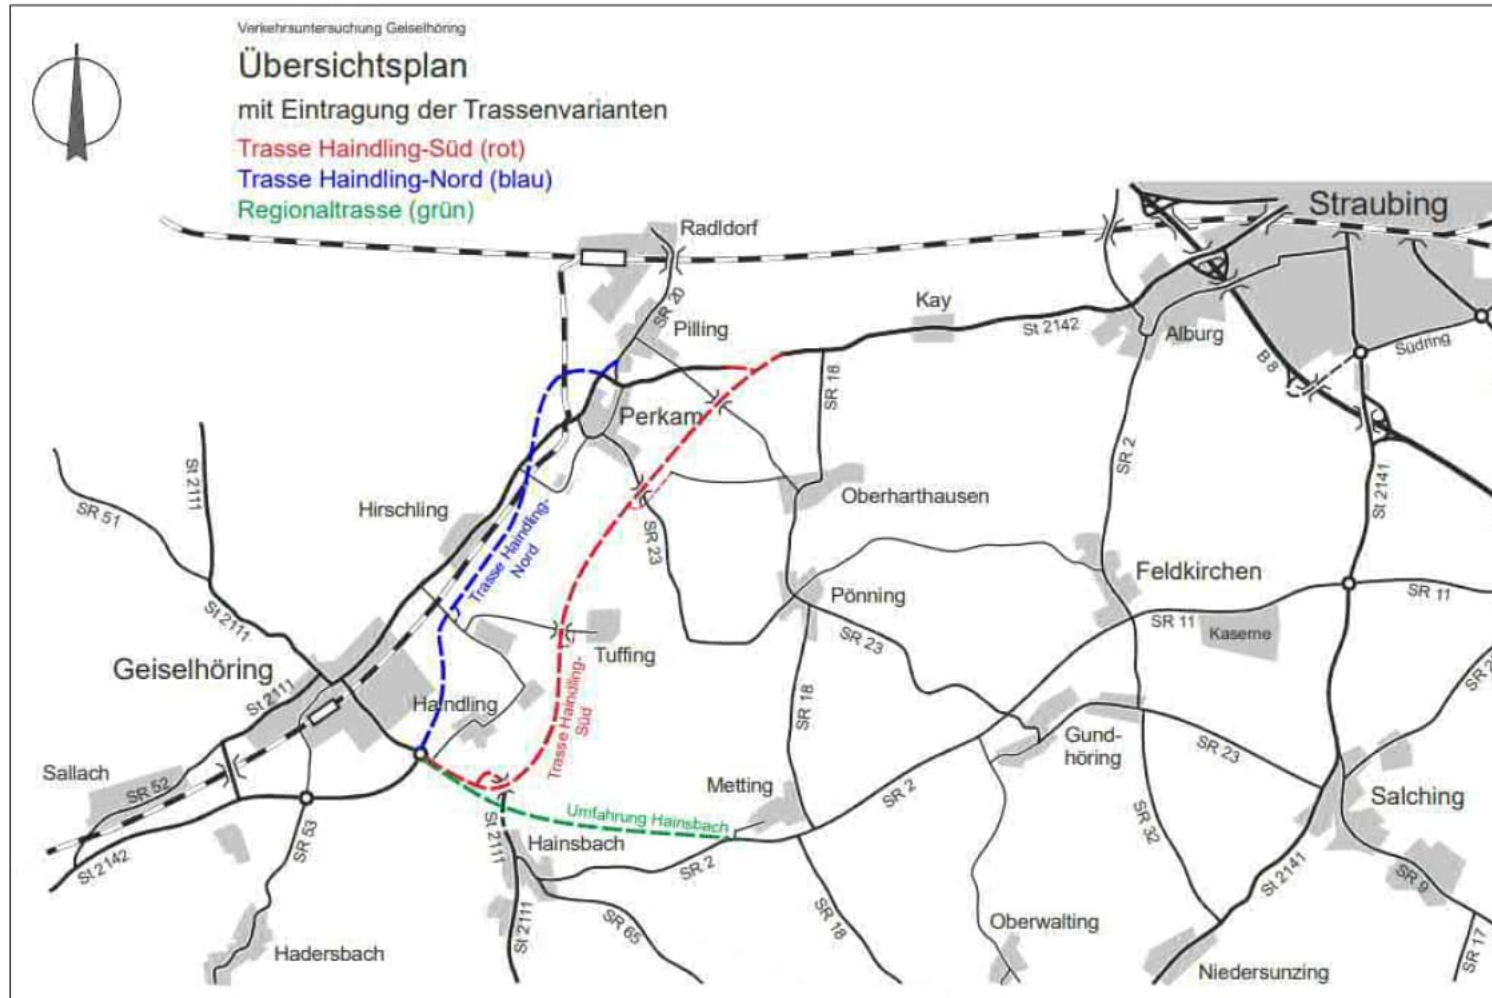 Verkehrsuntersuchung Geiselhöring
Übersichtsplan
mit Eintragung der Trassenvarianten
Trasse Haindling-Süd (rot)
Trasse Haindling-Nord (blau)
Regionaltrasse (grün)
Straubing
Radldorf
SR 20
Pilling
Kay
St 2142
Alburg
B 8
Südring
SR 18
Perkam
SR 2
St 2141
St 2111
SR 51
Hirschling
Oberharthausen
Trasse Haindling-
Nord
SR 23
Feldkirchen
SR 11
SR 11
Kaserne
Pönning
SR 23
St 2111
Tuffing
Geiselhöring
St 2111
Haindling
Trasse Haindling-
Süd
SR 18
Gund-
höring
SR 23
Sallach
SR 52
Metting
SR 2
Salching
Umfahrung Hainsbach
St 2111
Hainsbach
SR 2
SR 32
St 2142
SR 53
St 2141
SR 9
St 2111
SR 65
SR 18
Oberwalting
SR 17
Hadersbach
Niedersunzing